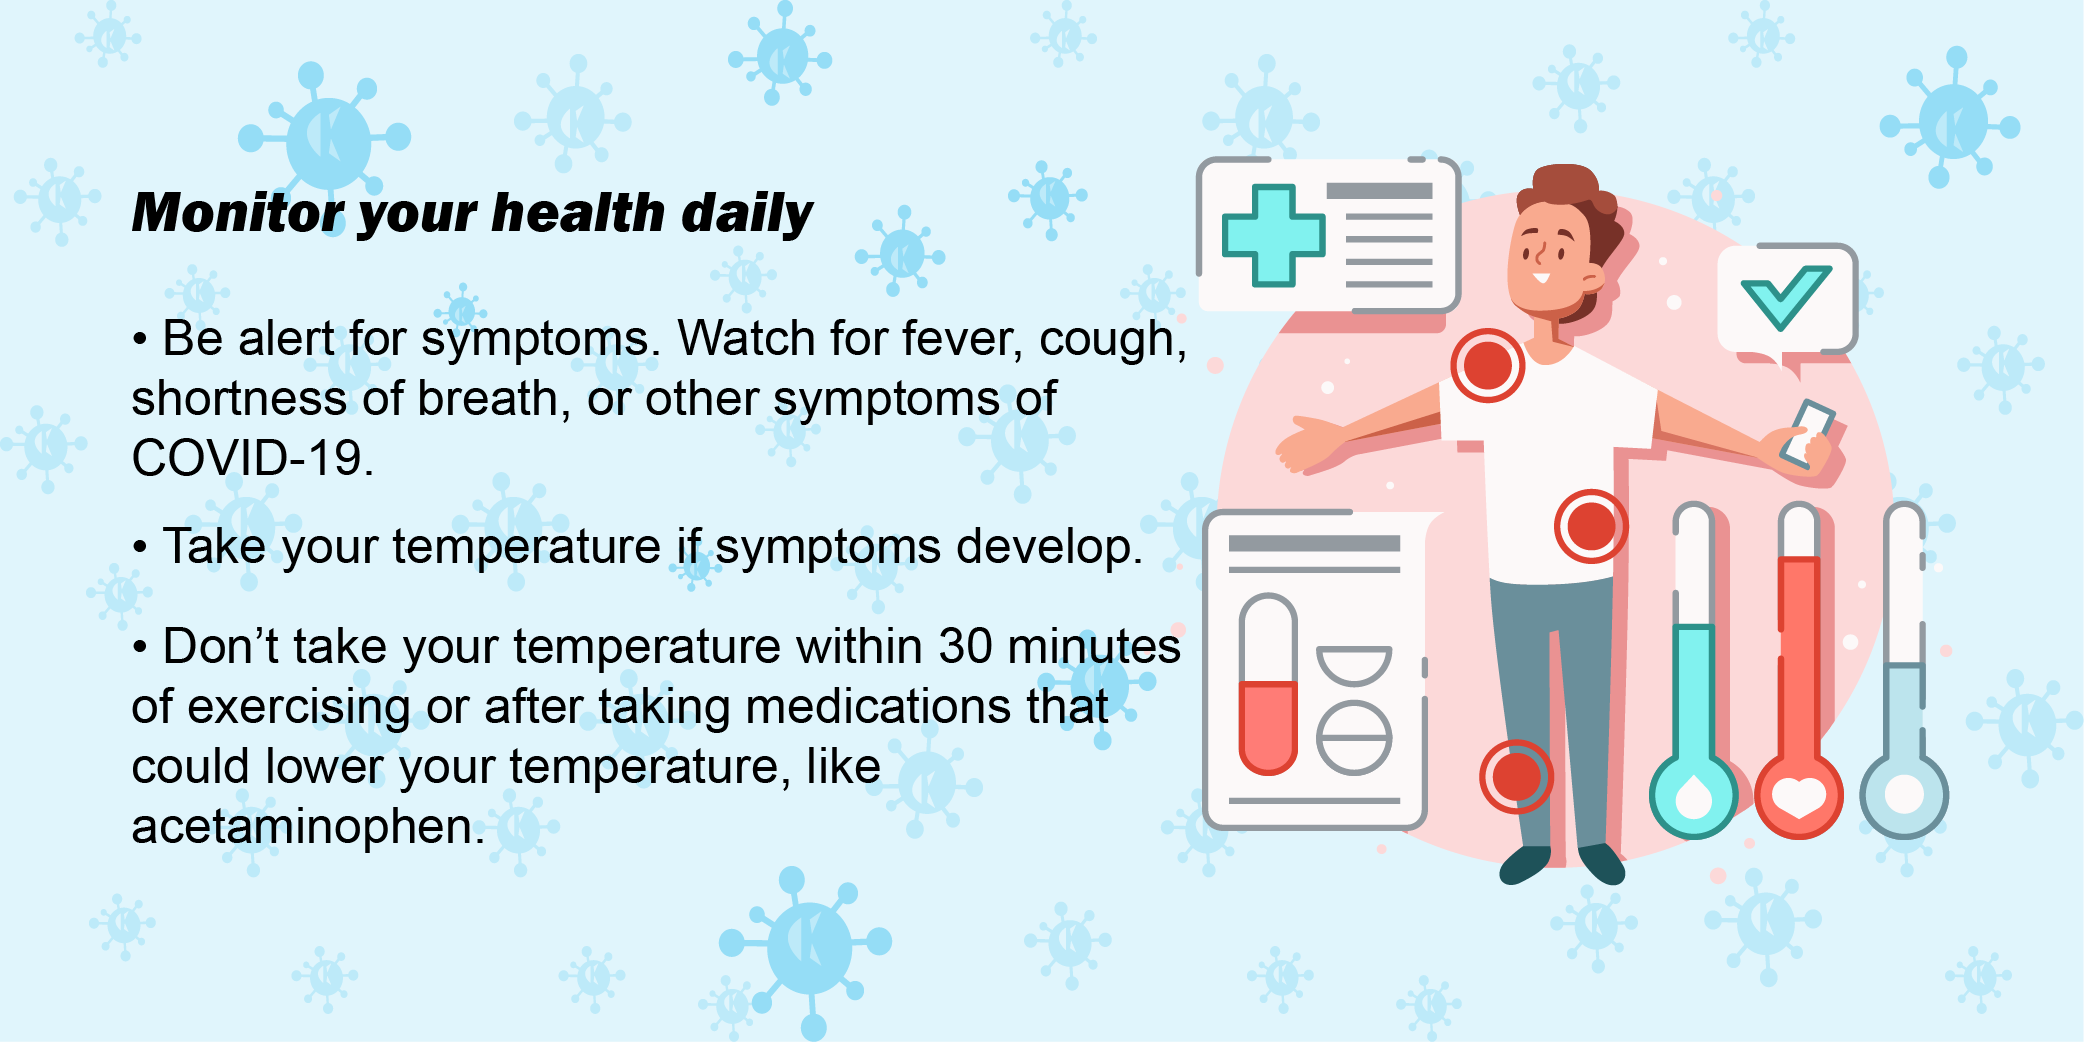 Monitor your health daily
• Be alert for symptoms. Watch for fever, cough,
shortness of breath, or other symptoms of
COVID-19.
• Take your temperature if symptoms develop.
• Don’t take your temperature within 30 minutes
of exercising or after taking medications that
could lower your temperature, like
acetaminophen.